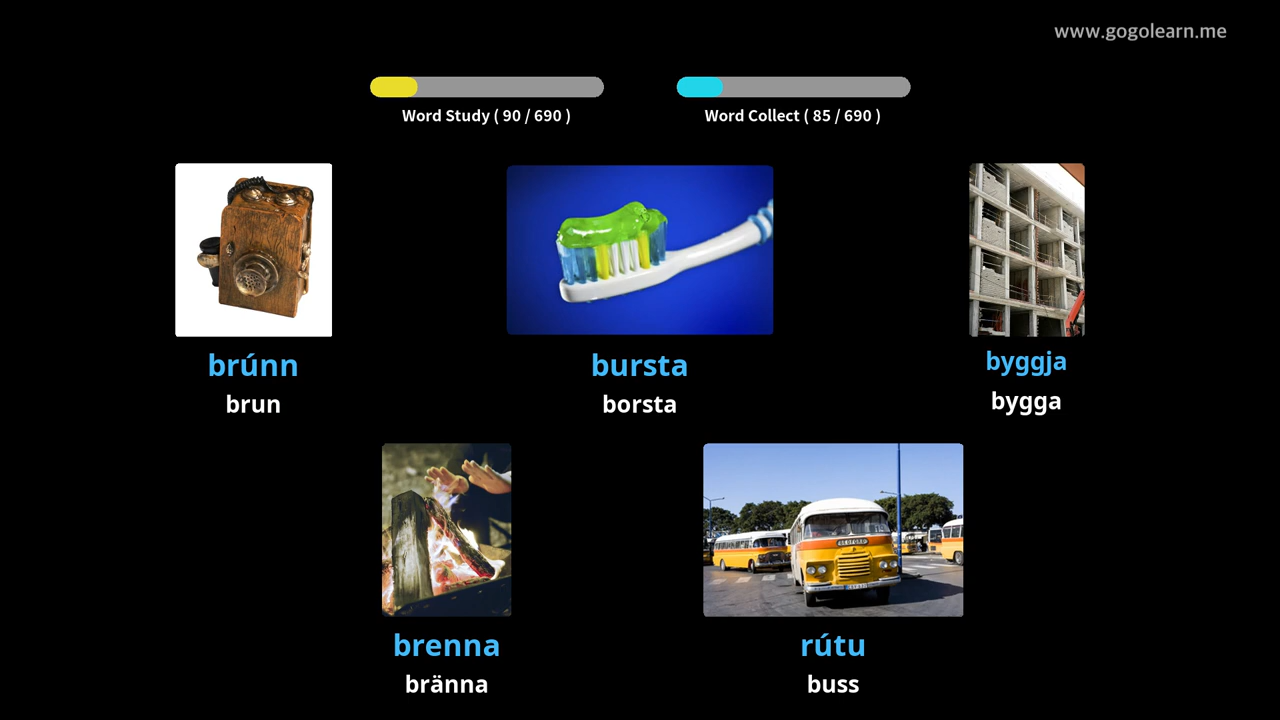 www.gogolearn.me
Word Study ( 90 / 690 )
Word Collect ( 85 / 690 )
brúnn
brun
bursta
borsta
byggja
bygga
brenna
bränna
rútu
buss